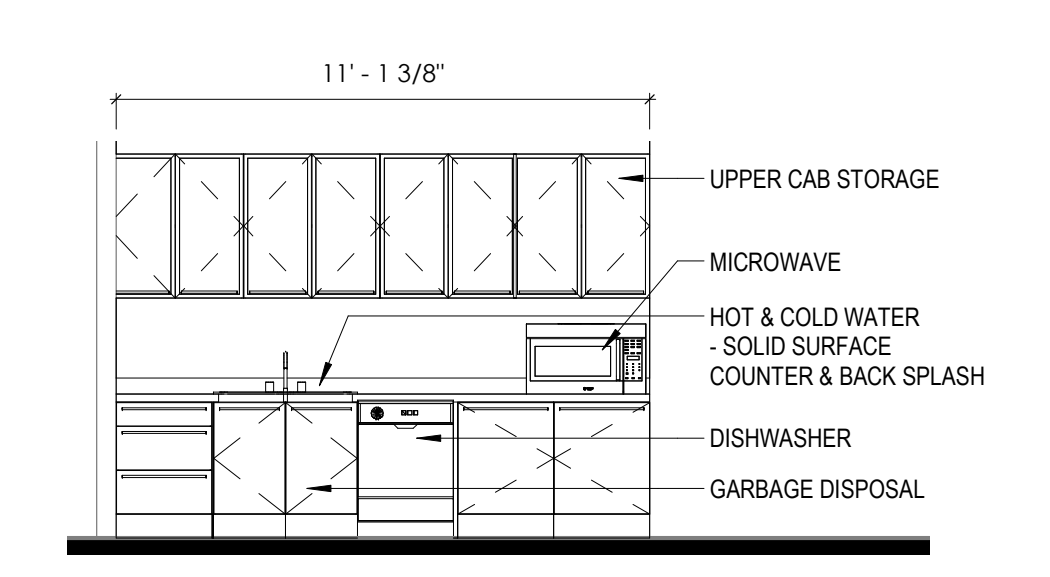 11' - 1 3/8"
UPPER CAB STORAGE
MICROWAVE
HOT & COLD WATER
- SOLID SURFACE
COUNTER & BACK SPLASH
DISHWASHER
GARBAGE DISPOSAL